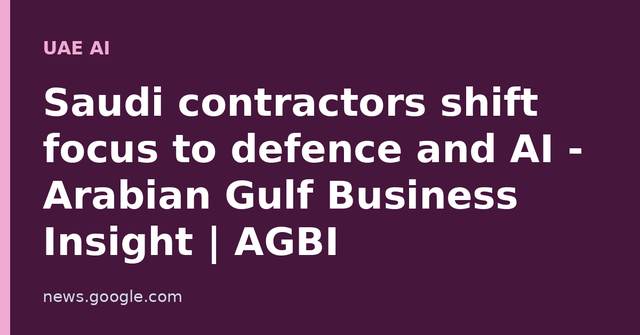 UAE AI
Saudi contractors shift
focus to defence and AI -
Arabian Gulf Business
Insight | AGBI
news.google.com